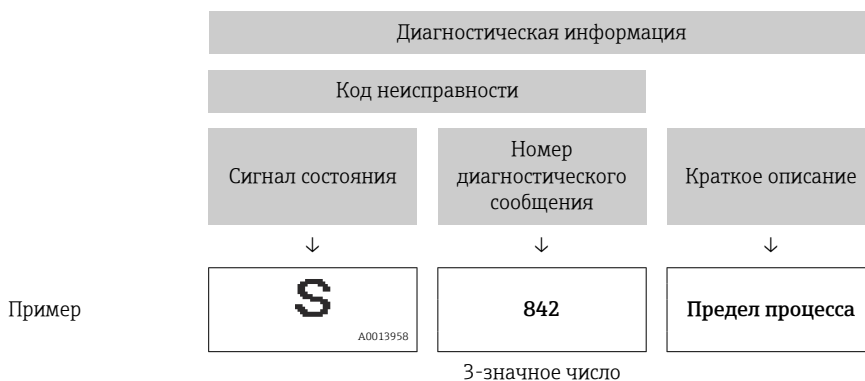 Диагностическая информация
Код неисправности
Сигнал состояния
Номер
диагностического
сообщения
Краткое описание
↓ ↓ ↓
Пример
S
A0013958
842
Предел процесса
3-значное число